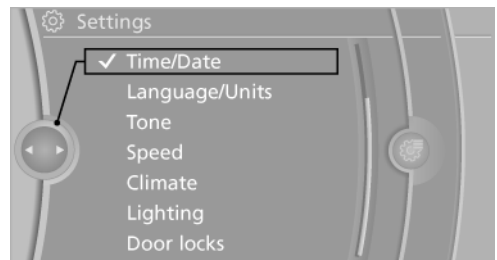 Settings
Time/Date
Language/Units
Tone
Speed
Climate
Lighting
Door locks